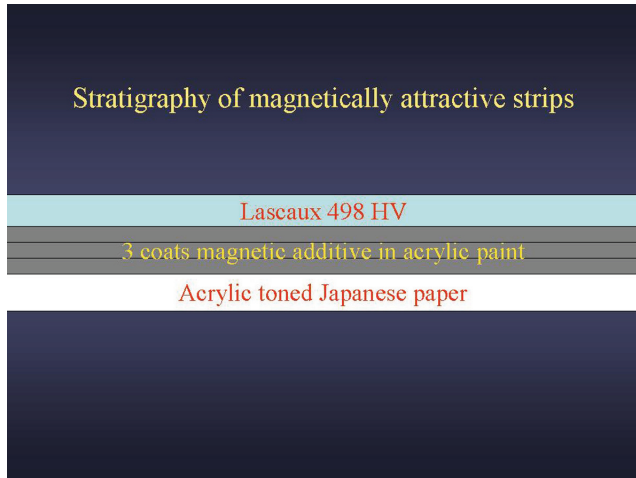 Stratigraphy of magnetically attractive strips
Lascaux 498 HV
3 coats magnetic additive in acrylic paint
Acrylic toned Japanese paper